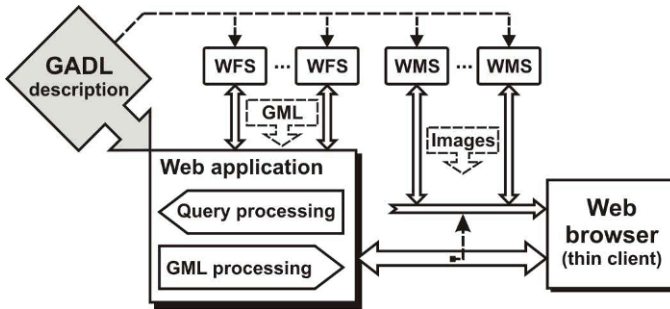 GADL
description
WFS ... WFS
WMS ... WMS
GML
Images
Web application
Query processing
GML processing
Web
browser
(thin client)